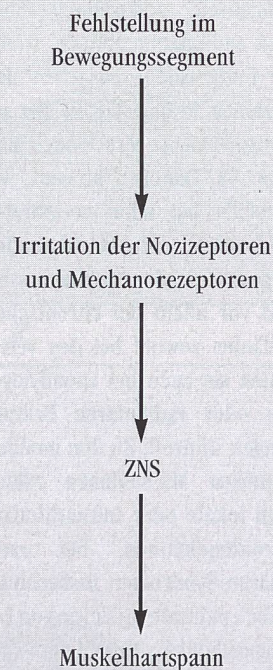 Fehlstellung im
Bewegungssegment
Irritation der Nozizeptoren
und Mechanorezeptoren
ZNS
Muskelhartspann